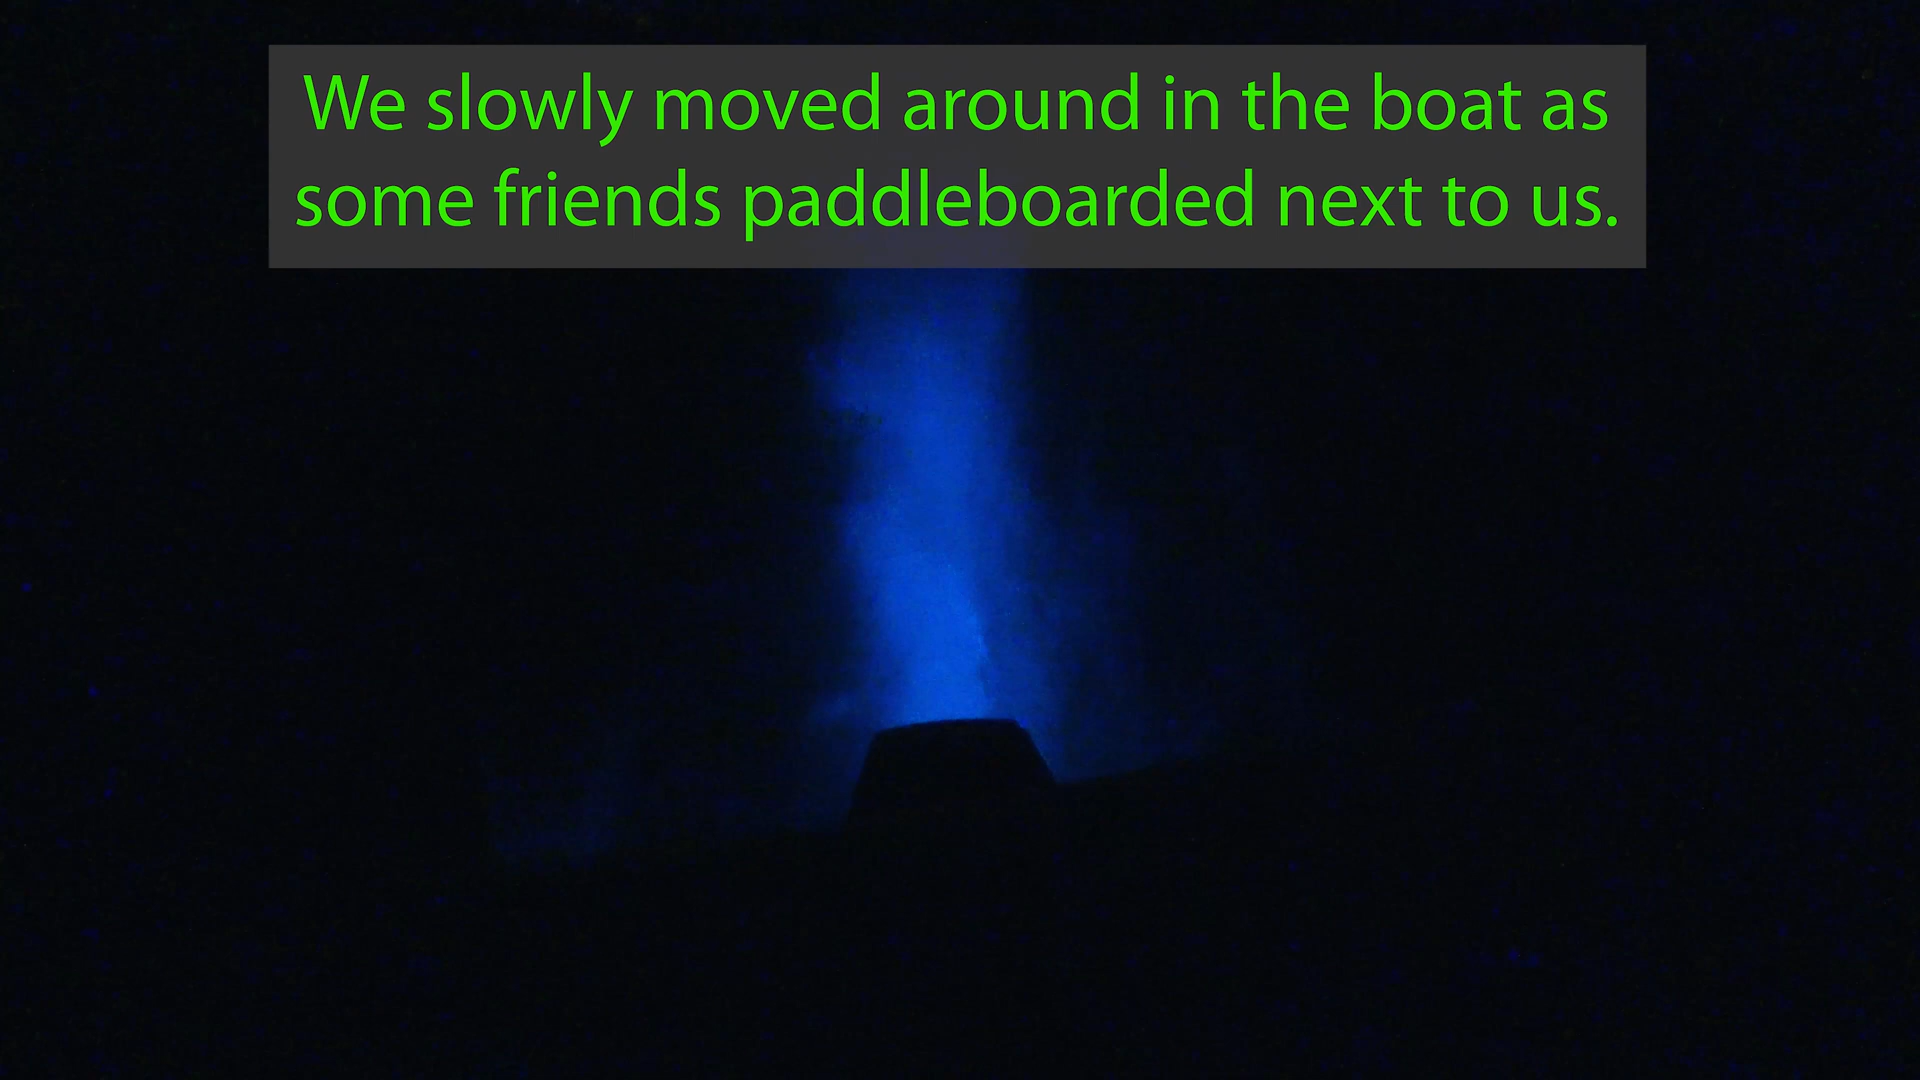 We slowly moved around in the boat as
some friends paddleboarded next to us.